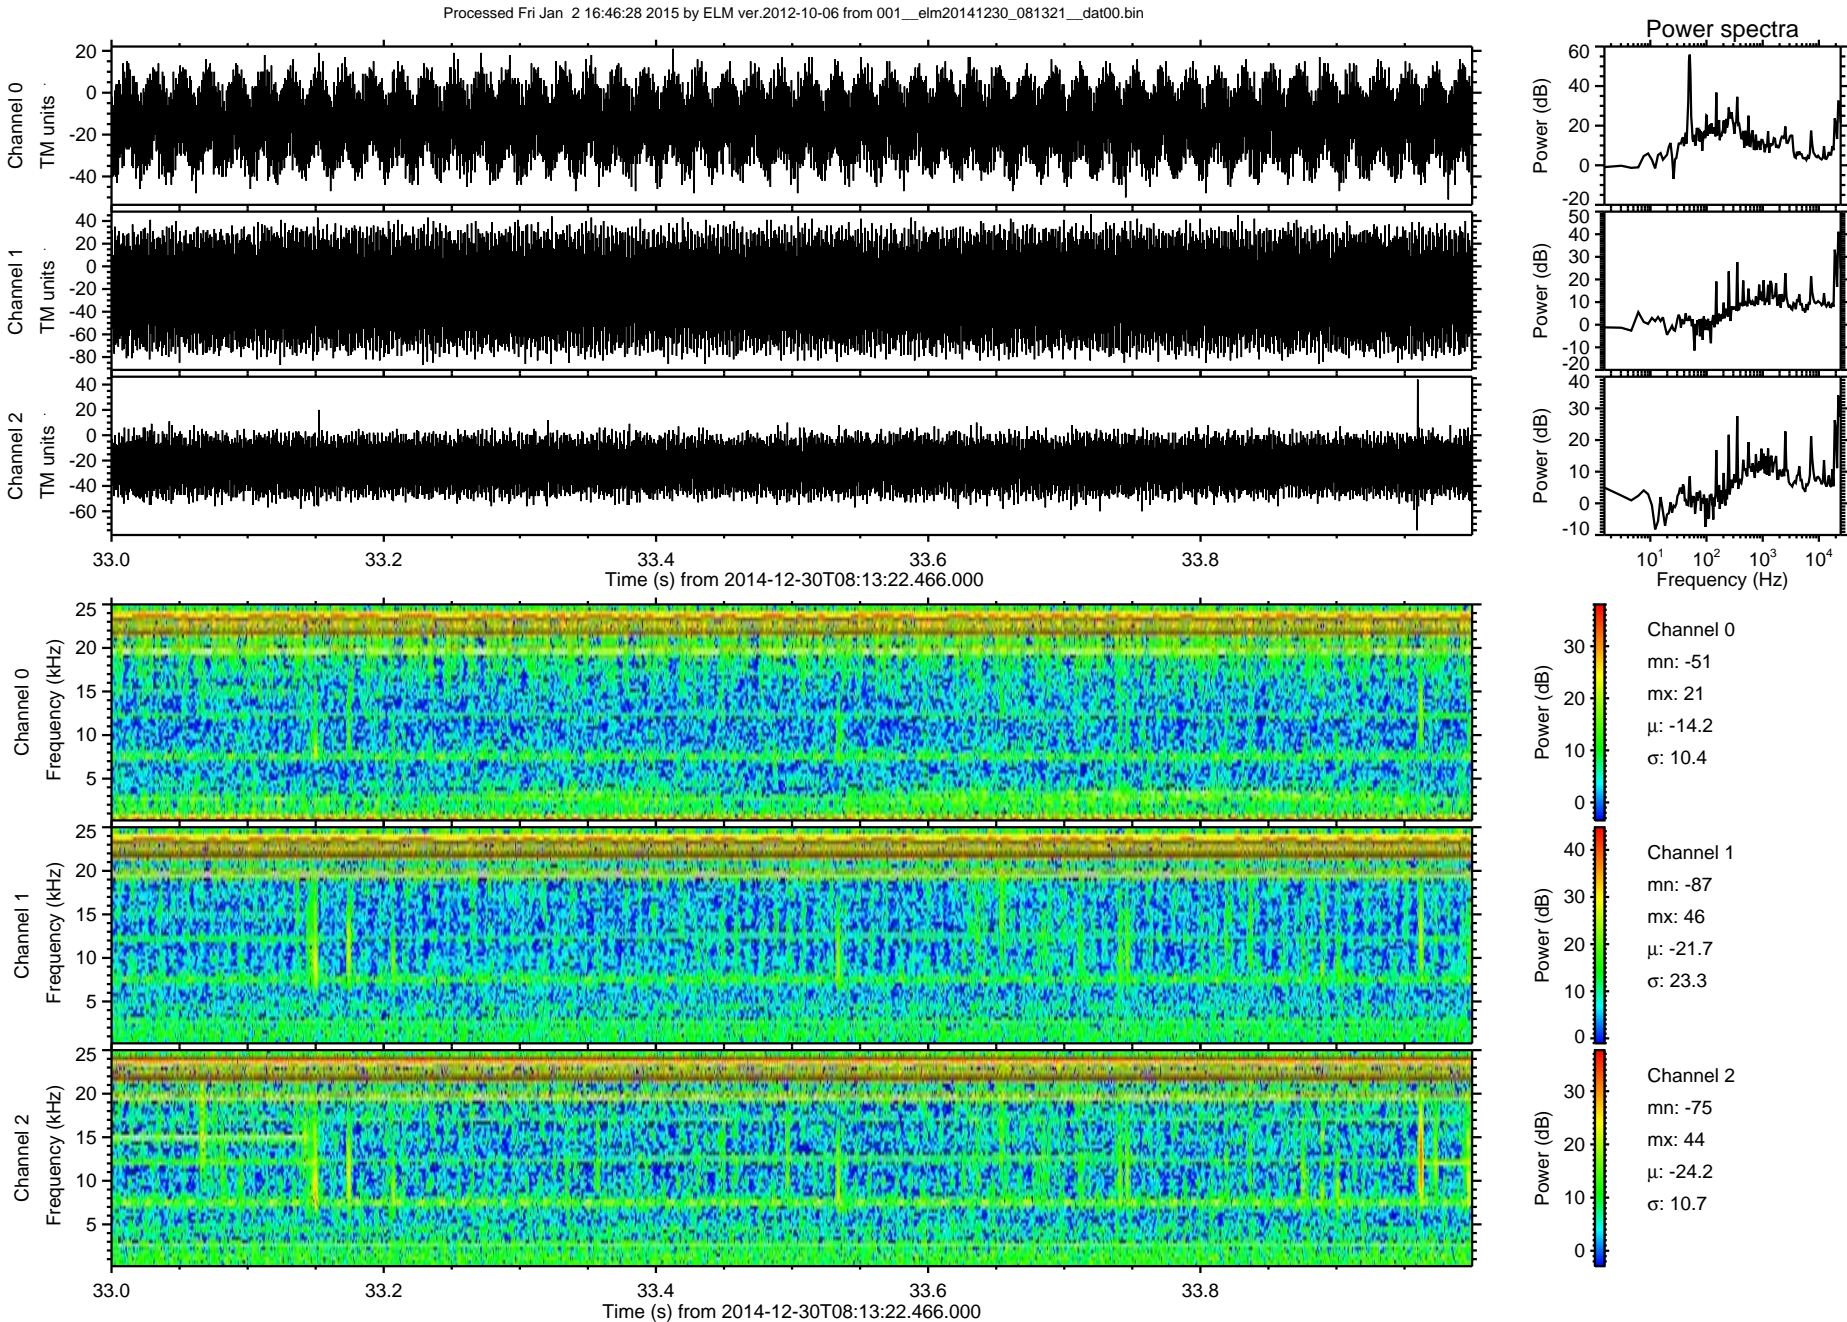 Processed Fri Jan  2 16:46:28 2015 by ELM ver.2012-10-06 from 001__elm20141230_081321__dat00.bin
Power spectra
Channel 0
TM units
20
0
-20
-40
Power (dB)
60
40
20
0
-20
Channel 1
TM units
40
20
0
-20
-40
-60
-80
Power (dB)
50
40
30
20
10
0
-10
-20
Channel 2
TM units
40
20
0
-20
-40
-60
Power (dB)
40
30
20
10
0
-10
33.0 33.2 33.4 33.6 33.8
Time (s) from 2014-12-30T08:13:22.466.000
10¹ 10² 10³ 10⁴
Frequency (Hz)
Channel 0
Frequency (kHz)
25
20
15
10
5
Power (dB)
30
20
10
0
Channel 0
mn: -51
mx: 21
μ: -14.2
σ: 10.4
Channel 1
Frequency (kHz)
25
20
15
10
5
Power (dB)
40
30
20
10
0
Channel 1
mn: -87
mx: 46
μ: -21.7
σ: 23.3
Channel 2
Frequency (kHz)
25
20
15
10
5
Power (dB)
30
20
10
0
Channel 2
mn: -75
mx: 44
μ: -24.2
σ: 10.7
33.0 33.2 33.4 33.6 33.8
Time (s) from 2014-12-30T08:13:22.466.000